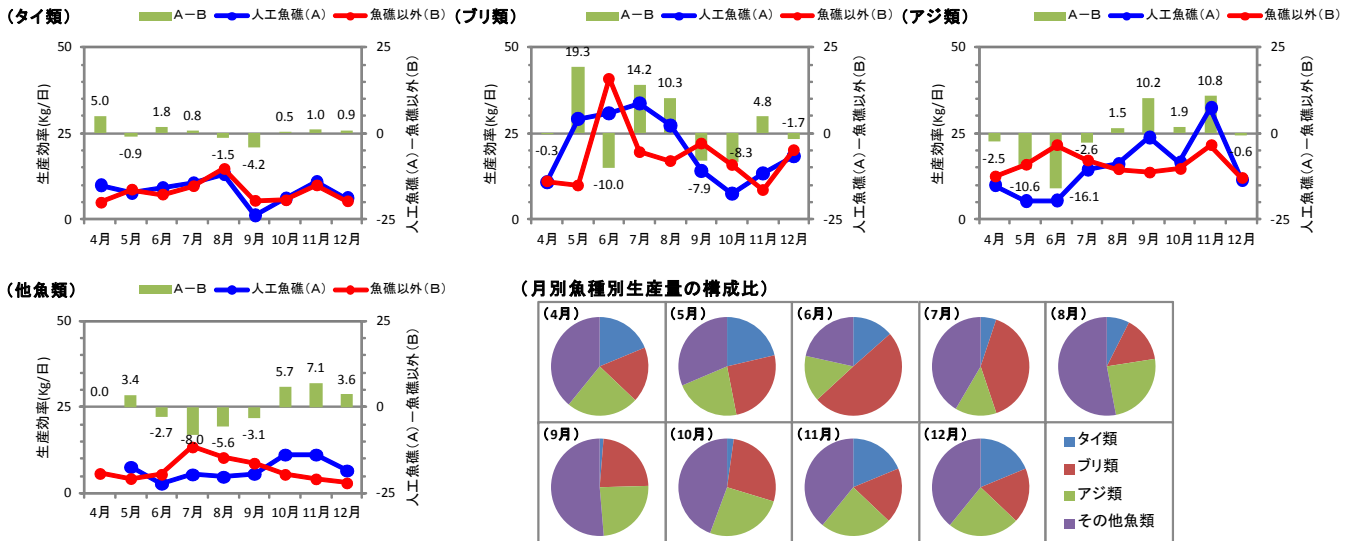 (タイ類)
A－B 人工魚礁(A) 魚礁以外(B)
生産効率(Kg/日)
50
25
0
5.0
-0.9
1.8
0.8
-1.5
-4.2
0.5
1.0
0.9
25
0
-25
人工魚礁(A)－魚礁以外(B)
4月 5月 6月 7月 8月 9月 10月 11月 12月
(ブリ類)
A－B 人工魚礁(A) 魚礁以外(B)
生産効率(Kg/日)
50
25
0
-0.3
19.3
-10.0
14.2
10.3
-7.9
-8.3
4.8
-1.7
25
0
-25
人工魚礁(A)－魚礁以外(B)
4月 5月 6月 7月 8月 9月 10月 11月 12月
(アジ類)
A－B 人工魚礁(A) 魚礁以外(B)
生産効率(Kg/日)
50
25
0
-2.5
-10.6
-16.1
-2.6
1.5
10.2
1.9
10.8
-0.6
25
0
-25
人工魚礁(A)－魚礁以外(B)
4月 5月 6月 7月 8月 9月 10月 11月 12月
(他魚類)
A－B 人工魚礁(A) 魚礁以外(B)
生産効率(Kg/日)
50
25
0
0.0
3.4
-2.7
-8.0
-5.6
-3.1
5.7
7.1
3.6
25
0
-25
人工魚礁(A)－魚礁以外(B)
4月 5月 6月 7月 8月 9月 10月 11月 12月
(月別魚種別生産量の構成比)
(4月) (5月) (6月) (7月) (8月)
(9月) (10月) (11月) (12月)
タイ類
ブリ類
アジ類
その他魚類